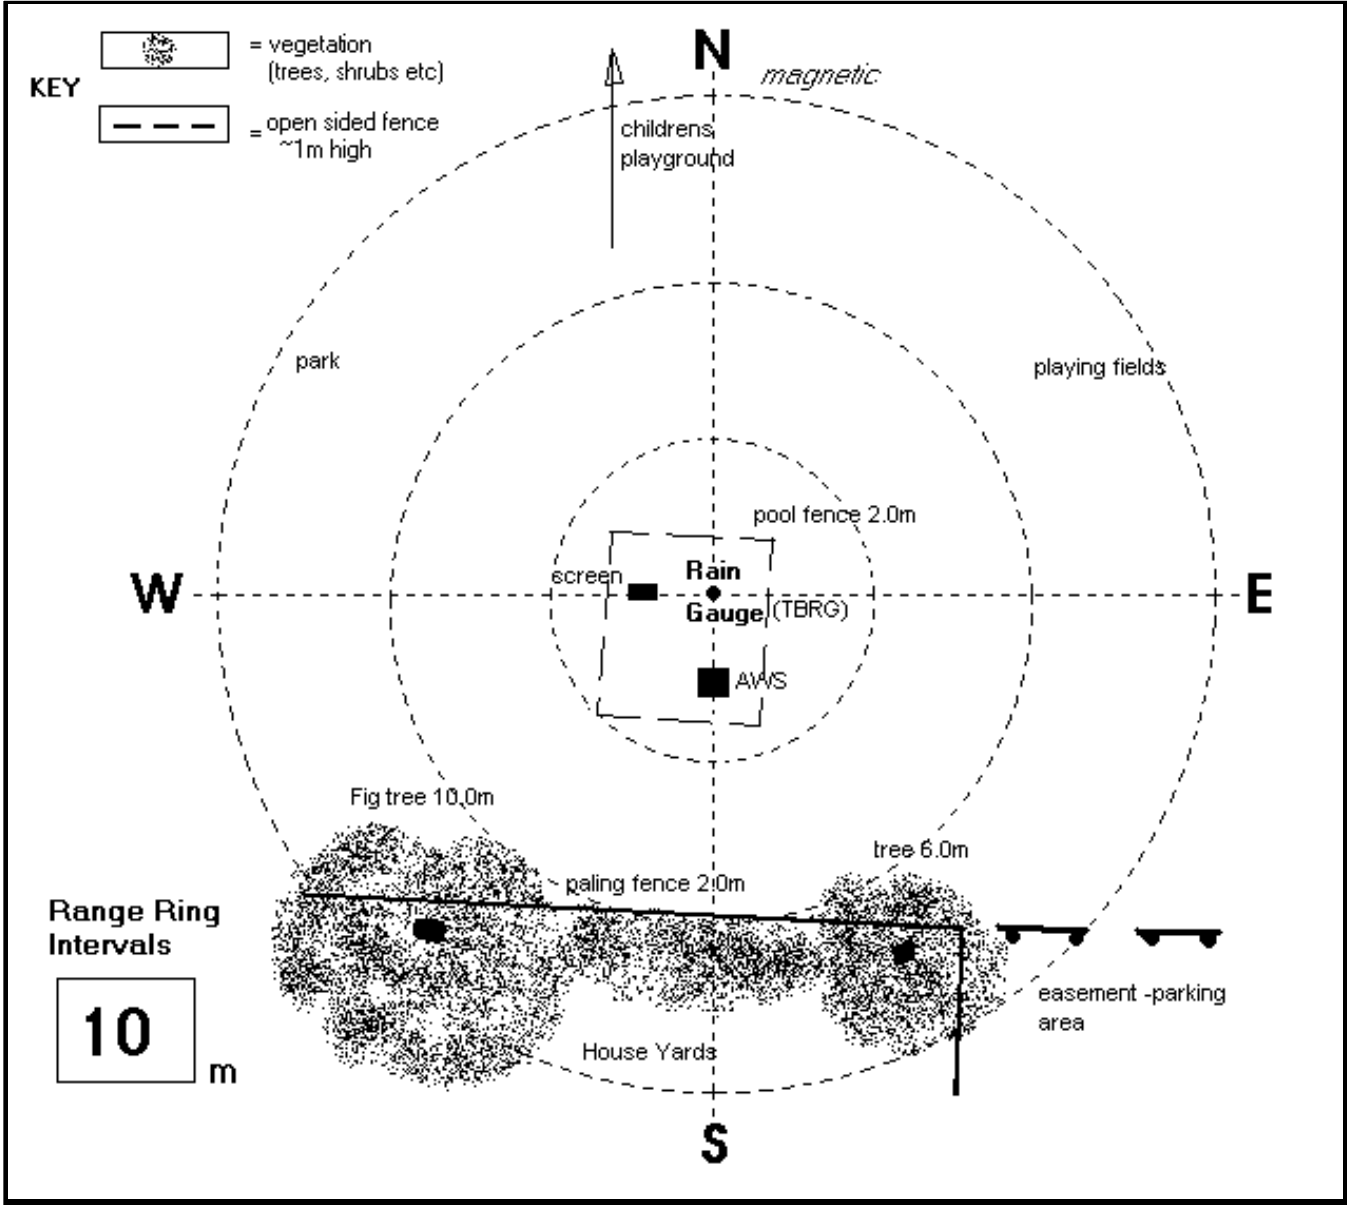 N
magnetic
KEY
= vegetation
(trees, shrubs etc)
= open sided fence
~1m high
childrens
playground
park
playing fields
pool fence 2.0m
screen
Rain
Gauge (TBRG)
W
E
AWS
Fig tree 10.0m
tree 6.0m
paling fence 2.0m
Range Ring
Intervals
10 m
easement -parking
area
House Yards
S